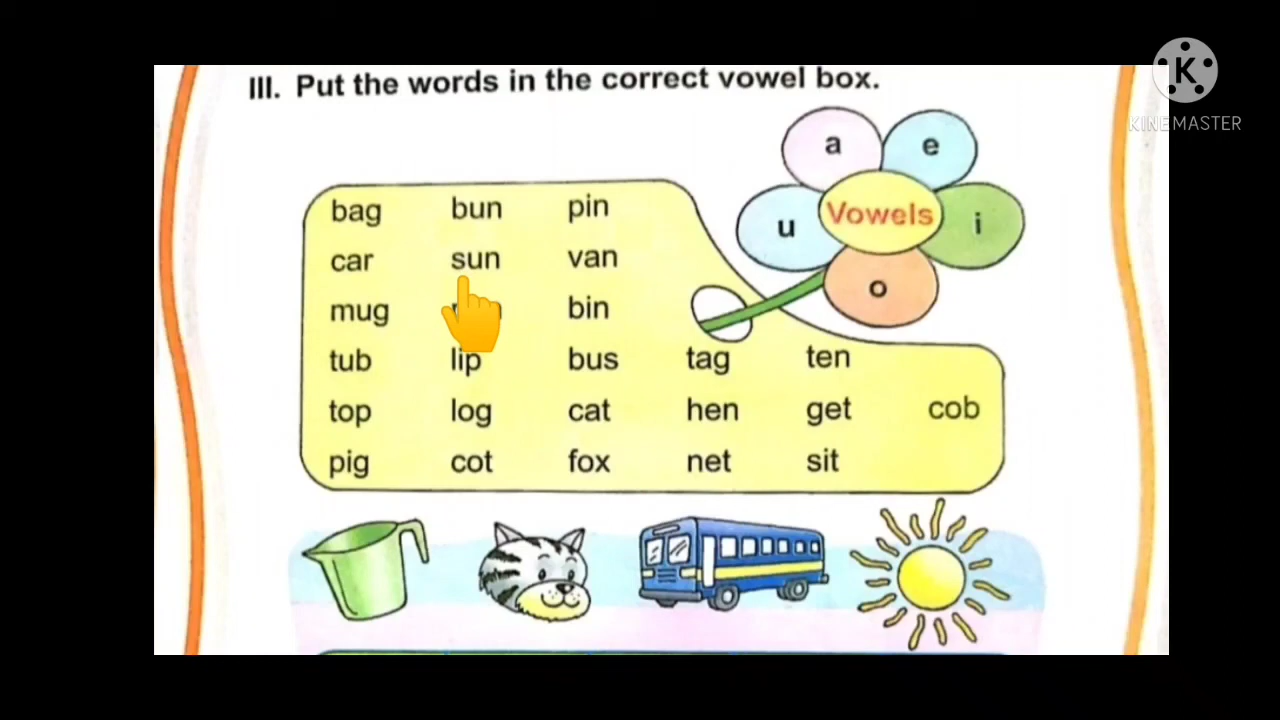 III. Put the words in the correct vowel box.
KINEMASTER
a e
u Vowels i
o
bag bun pin
car sun van
mug bin
tub lip bus tag ten
top log cat hen get cob
pig cot fox net sit